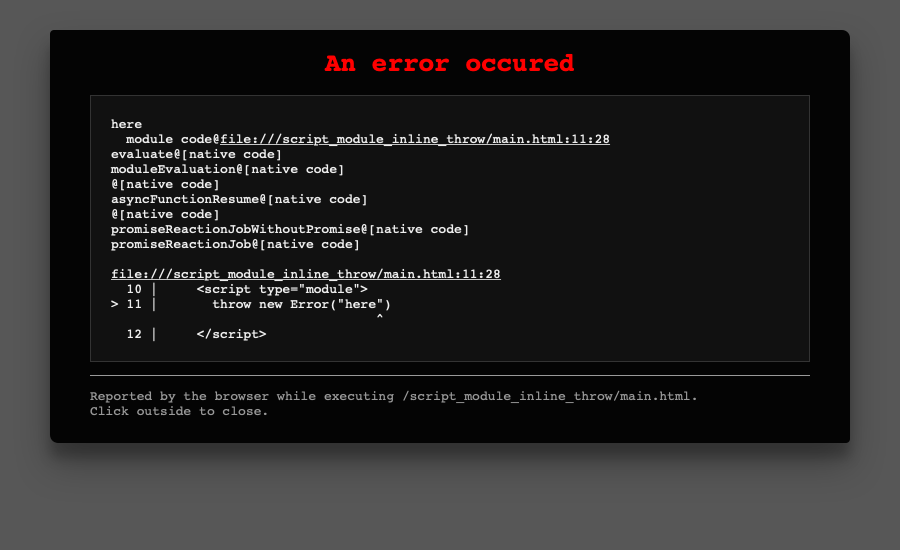 An error occured
here
  module code@file:///script_module_inline_throw/main.html:11:28
evaluate@[native code]
moduleEvaluation@[native code]
@[native code]
asyncFunctionResume@[native code]
@[native code]
promiseReactionJobWithoutPromise@[native code]
promiseReactionJob@[native code]
file:///script_module_inline_throw/main.html:11:28
  10 |     <script type="module">
> 11 |       throw new Error("here")
                                  ^
  12 |     </script>
Reported by the browser while executing /script_module_inline_throw/main.html.
Click outside to close.